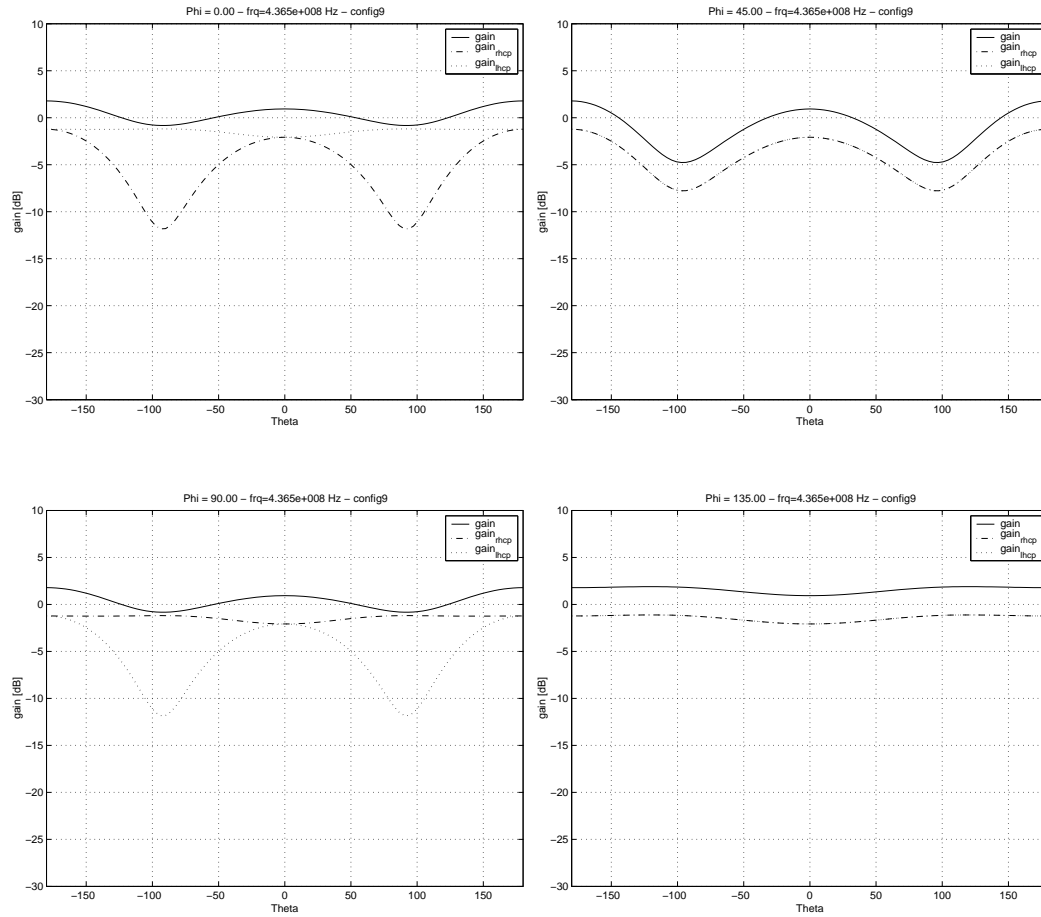 Phi = 0.00 − frq=4.365e+008 Hz − config9
10
5
0
−5
−10
−15
−20
−25
−30
gain [dB]
−150 −100 −50 0 50 100 150
Theta
gain
gain_rhcp
gain_lhcp
Phi = 45.00 − frq=4.365e+008 Hz − config9
10
5
0
−5
−10
−15
−20
−25
−30
gain [dB]
−150 −100 −50 0 50 100 150
Theta
gain
gain_rhcp
gain_lhcp
Phi = 90.00 − frq=4.365e+008 Hz − config9
10
5
0
−5
−10
−15
−20
−25
−30
gain [dB]
−150 −100 −50 0 50 100 150
Theta
gain
gain_rhcp
gain_lhcp
Phi = 135.00 − frq=4.365e+008 Hz − config9
10
5
0
−5
−10
−15
−20
−25
−30
gain [dB]
−150 −100 −50 0 50 100 150
Theta
gain
gain_rhcp
gain_lhcp